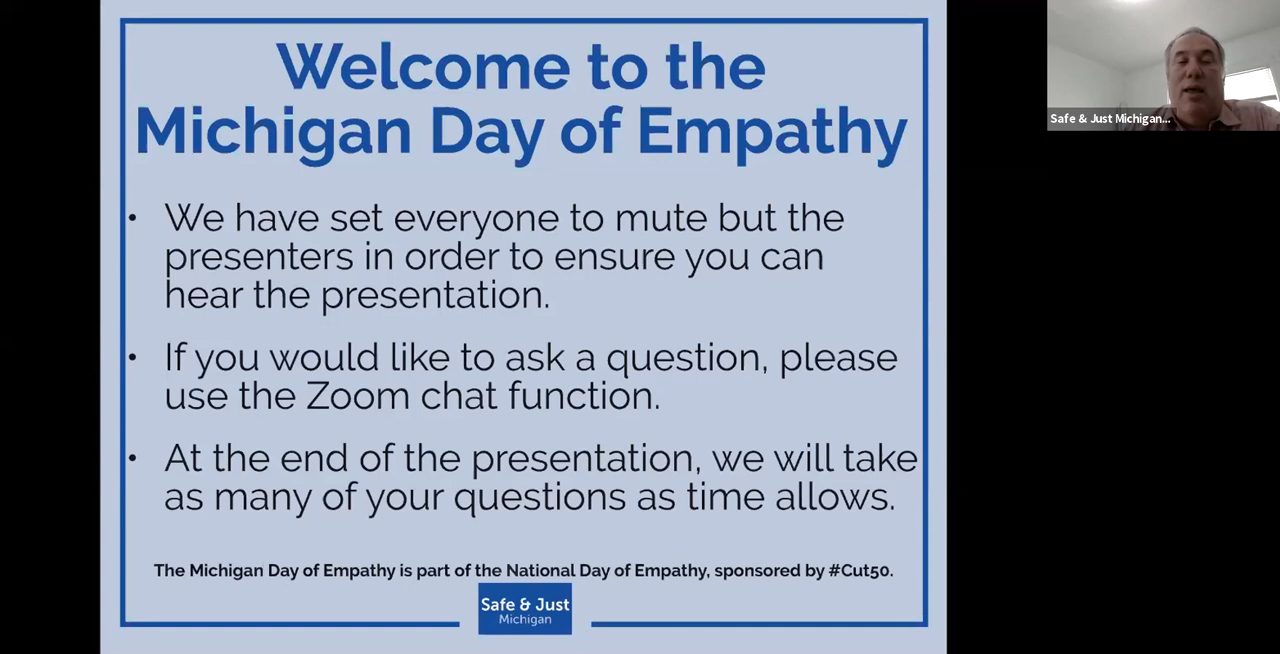 Welcome to the
Michigan Day of Empathy
• We have set everyone to mute but the
presenters in order to ensure you can
hear the presentation.
• If you would like to ask a question, please
use the Zoom chat function.
• At the end of the presentation, we will take
as many of your questions as time allows.
The Michigan Day of Empathy is part of the National Day of Empathy, sponsored by #Cut50.
Safe & Just
Michigan
Safe & Just Michigan...